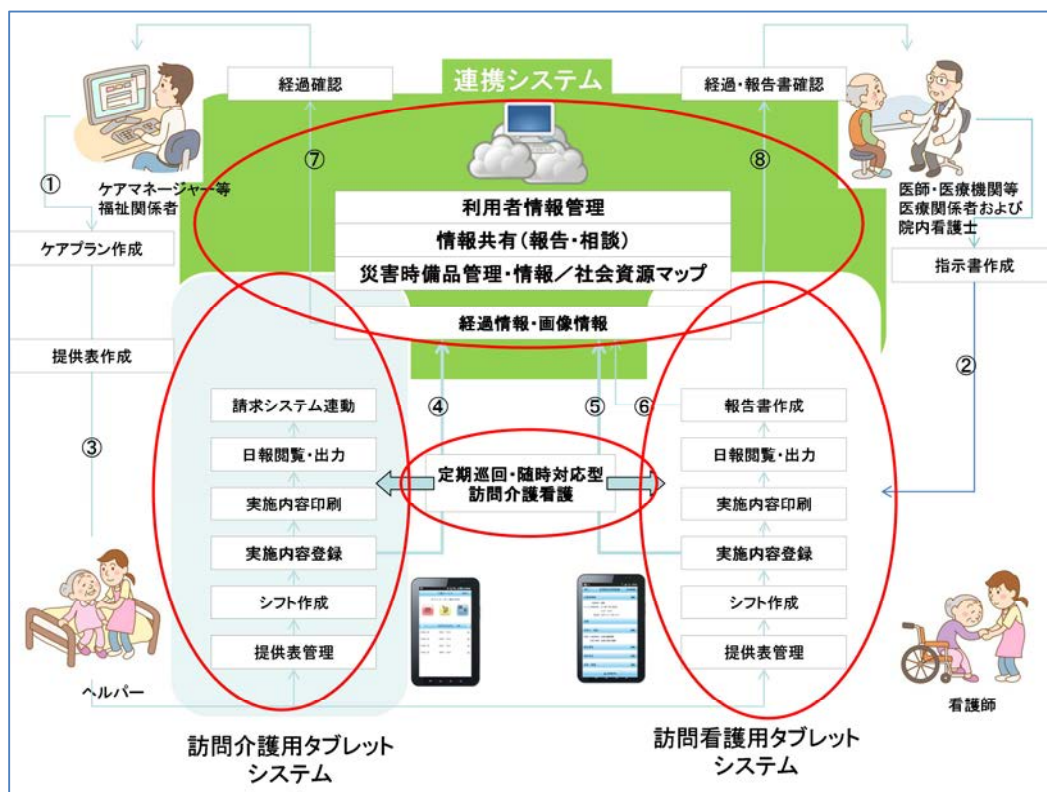 連携システム
経過確認
経過・報告書確認
⑦
⑧
①
ケアマネージャー等
福祉関係者
医師・医療機関等
医療関係者および
院内看護士
利用者情報管理
情報共有（報告・相談）
災害時備品管理・情報／社会資源マップ
経過情報・画像情報
ケアプラン作成
指示書作成
提供表作成
②
③
④
⑤
⑥
請求システム連動
日報閲覧・出力
実施内容印刷
実施内容登録
シフト作成
提供表管理
定期巡回・随時対応型
訪問介護看護
報告書作成
日報閲覧・出力
実施内容印刷
実施内容登録
シフト作成
提供表管理
ヘルパー
看護師
訪問介護用タブレット
システム
訪問看護用タブレット
システム